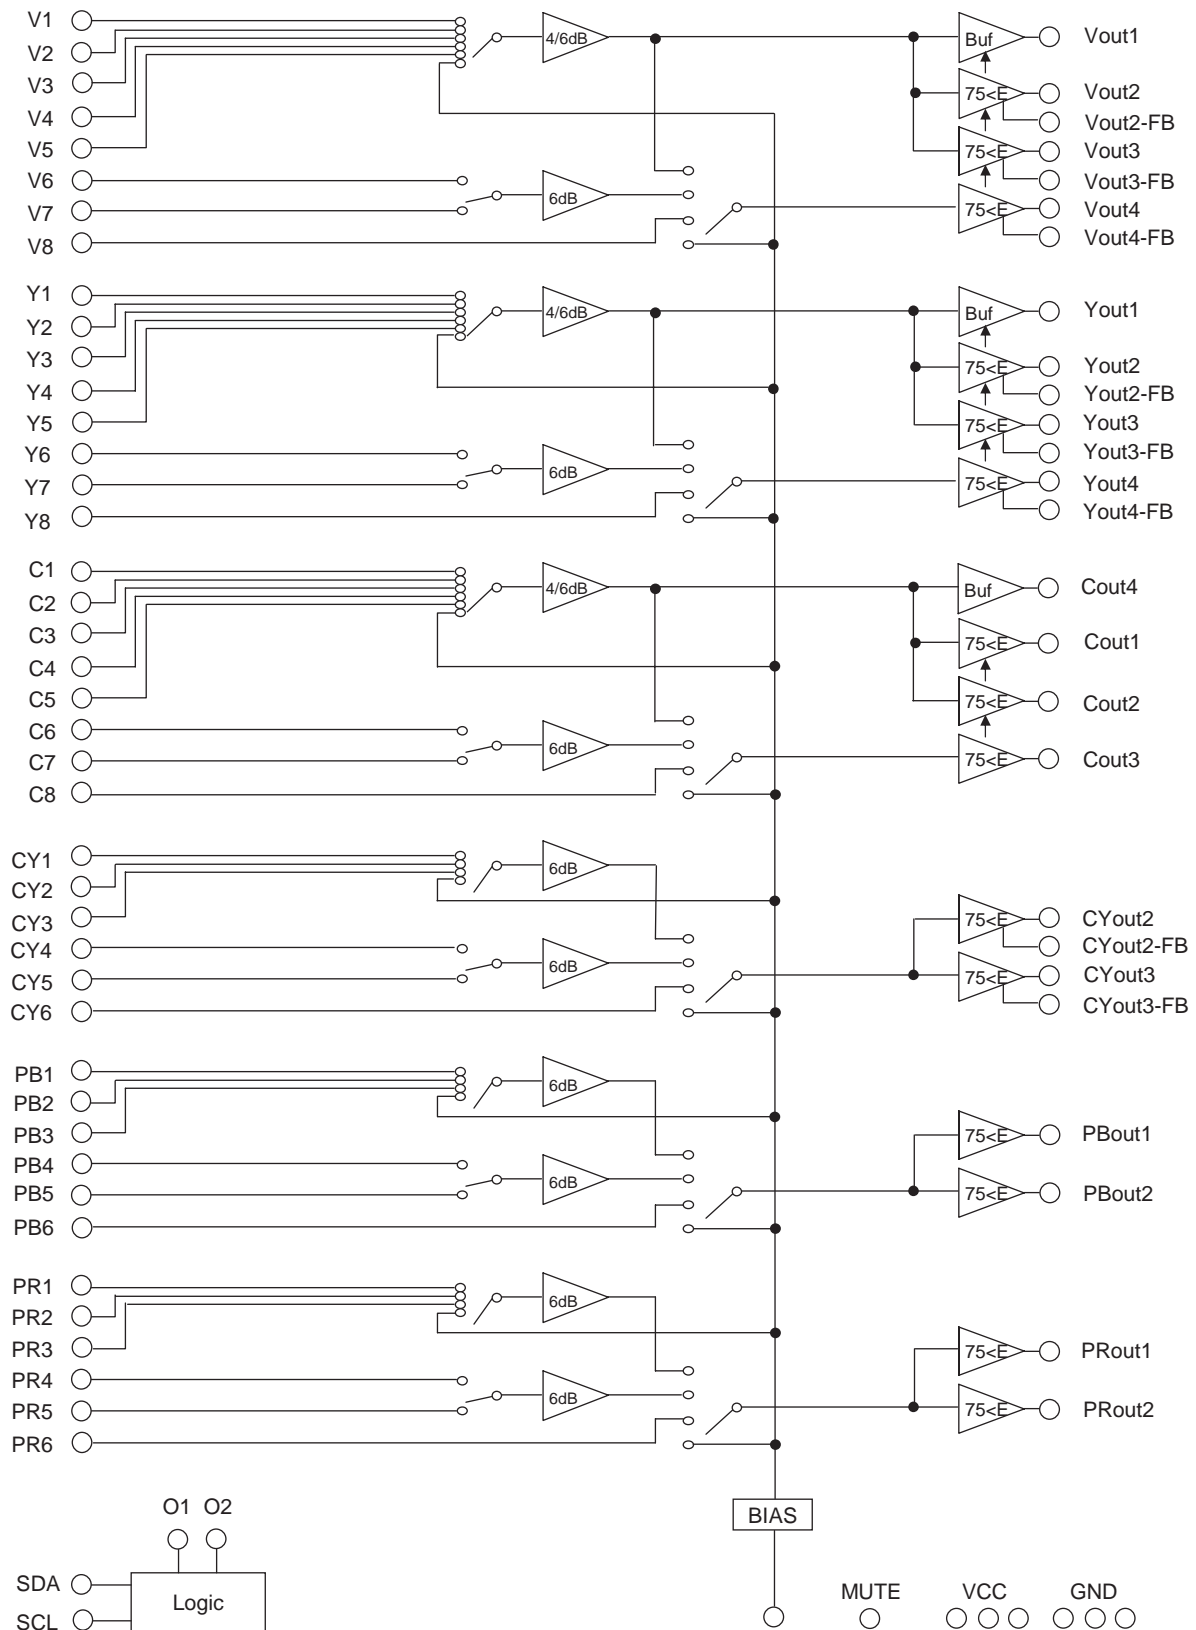 V1
V2
V3
V4
V5
V6
V7
V8
4/6dB
6dB
Buf
75<E
75<E
75<E
Vout1
Vout2
Vout2-FB
Vout3
Vout3-FB
Vout4
Vout4-FB
Y1
Y2
Y3
Y4
Y5
Y6
Y7
Y8
4/6dB
6dB
Buf
75<E
75<E
75<E
Yout1
Yout2
Yout2-FB
Yout3
Yout3-FB
Yout4
Yout4-FB
C1
C2
C3
C4
C5
C6
C7
C8
4/6dB
6dB
Buf
75<E
75<E
75<E
Cout4
Cout1
Cout2
Cout3
CY1
CY2
CY3
CY4
CY5
CY6
6dB
6dB
75<E
75<E
CYout2
CYout2-FB
CYout3
CYout3-FB
PB1
PB2
PB3
PB4
PB5
PB6
6dB
6dB
75<E
75<E
PBout1
PBout2
PR1
PR2
PR3
PR4
PR5
PR6
6dB
6dB
75<E
75<E
PRout1
PRout2
O1 O2
BIAS
SDA
SCL
Logic
MUTE
VCC
GND